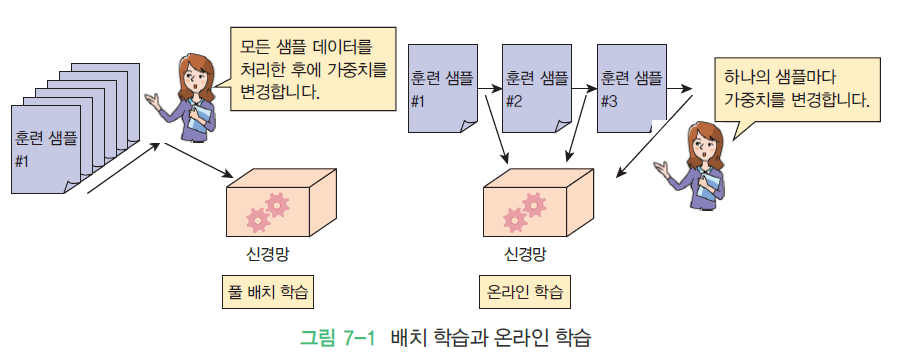 모든 샘플 데이터를
처리한 후에 가중치를
변경합니다.
훈련 샘플
#1
신경망
풀 배치 학습
훈련 샘플
#1
훈련 샘플
#2
훈련 샘플
#3
하나의 샘플마다
가중치를 변경합니다.
신경망
온라인 학습
그림 7-1 배치 학습과 온라인 학습